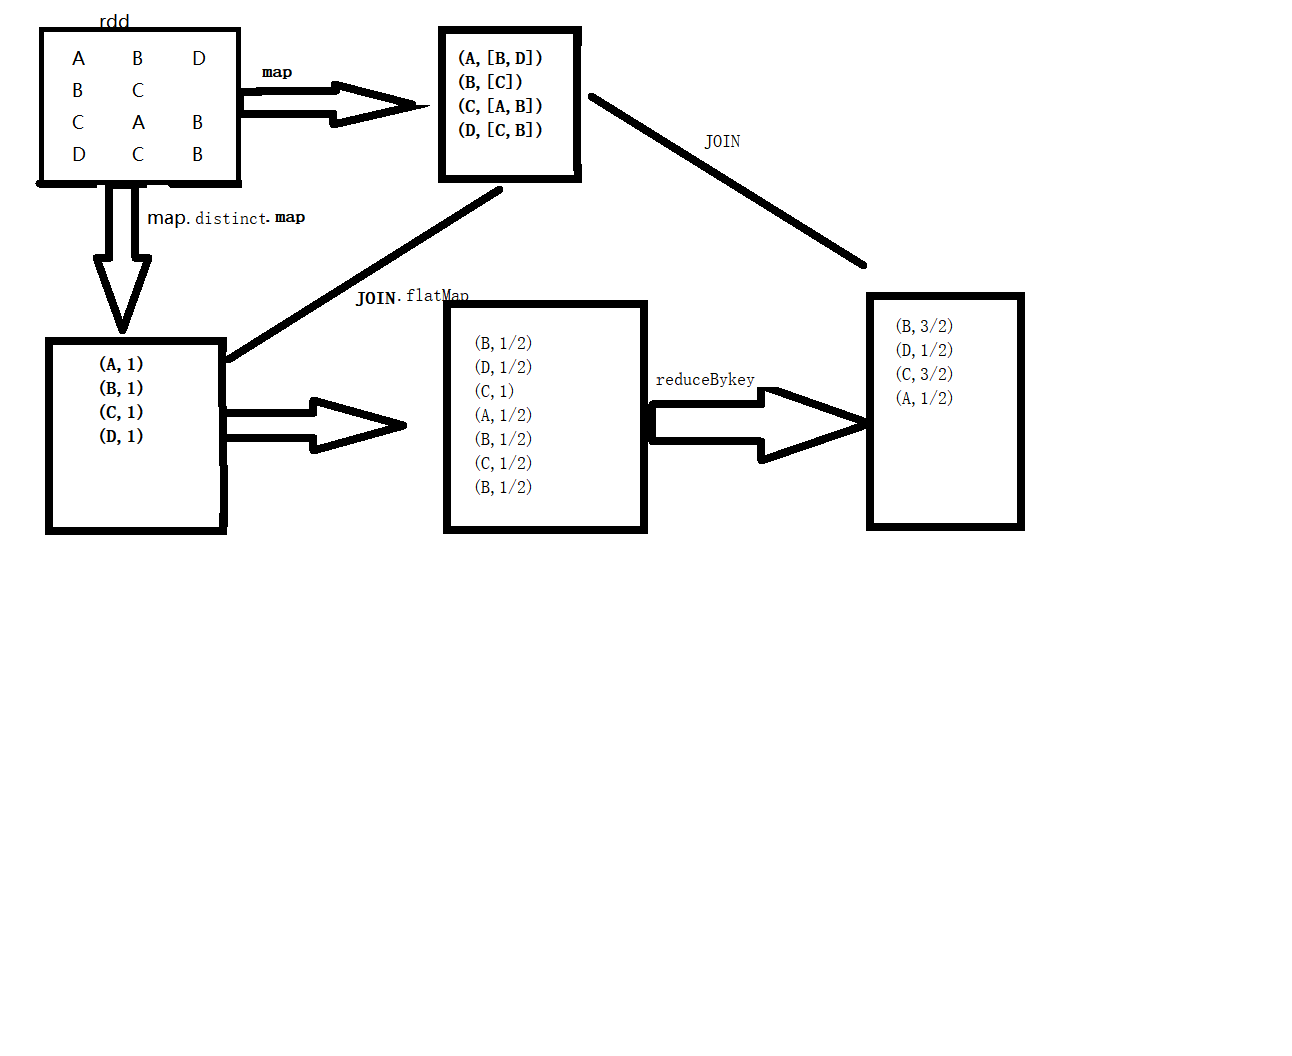 rdd
A B D
B C
C A B
D C B
map
(A,[B,D])
(B,[C])
(C,[A,B])
(D,[C,B])
JOIN
map.distinct.map
JOIN.flatMap
(A,1)
(B,1)
(C,1)
(D,1)
(B,1/2)
(D,1/2)
(C,1)
(A,1/2)
(B,1/2)
(C,1/2)
(B,1/2)
reduceBykey
(B,3/2)
(D,1/2)
(C,3/2)
(A,1/2)